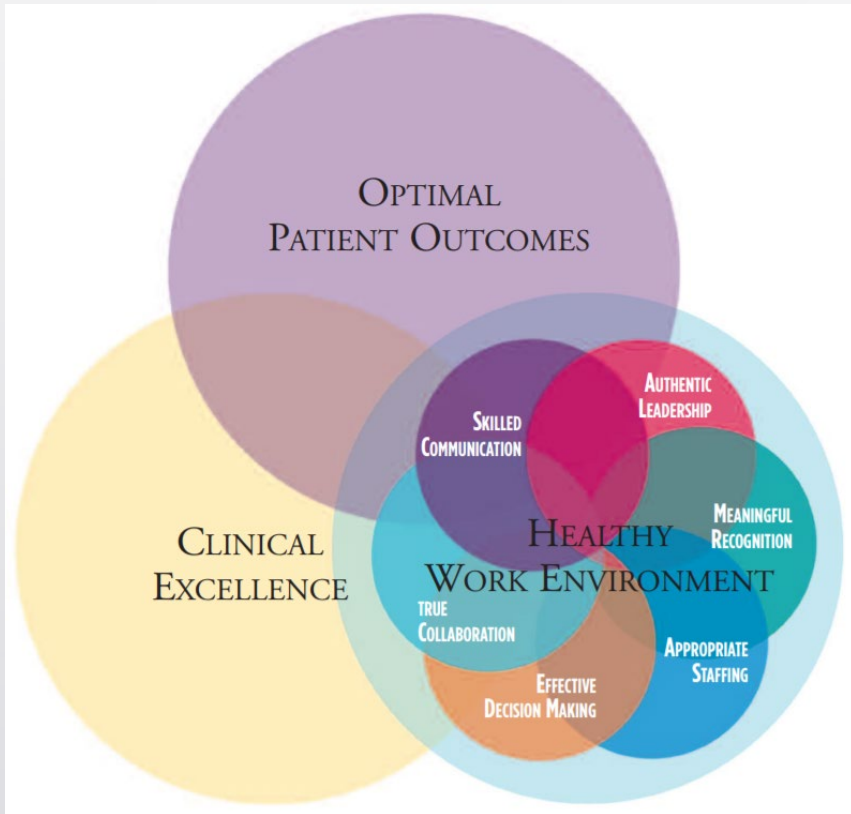 OPTIMAL
PATIENT OUTCOMES
AUTHENTIC
LEADERSHIP
SKILLED
COMMUNICATION
MEANINGFUL
RECOGNITION
CLINICAL
EXCELLENCE
HEALTHY
WORK ENVIRONMENT
TRUE
COLLABORATION
APPROPRIATE
STAFFING
EFFECTIVE
DECISION MAKING